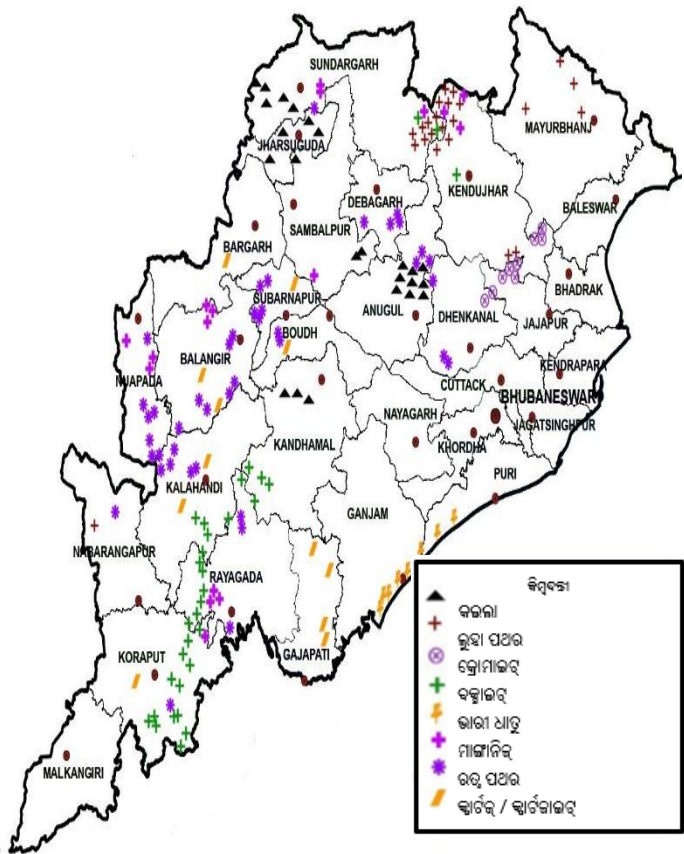 SUNDARGARH
JHARSUGUDA
MAYURBHANJ
KENDUJHAR
DEBAGARH
BALESWAR
SAMBALPUR
BARGARH
SUBARNAPUR
BHADRAK
ANUGUL
DHENKANAL
JAJAPUR
BOUDH
BALANGIR
NUAPADA
CUTTACK
KENDRAPARA
BHUBANESWAR
NAYAGARH
JAGATSINGHPUR
KANDHAMAL
KHORDHA
PURI
KALAHANDI
GANJAM
NABARANGAPUR
RAYAGADA
KORAPUT
GAJAPATI
MALKANGIRI
କିମ୍ବଦନ୍ତୀ
କଇଲା
ଲୁହା ପଥର
କ୍ରୋମାଇଟ୍
ବକ୍ସାଇଟ୍
ଭାରୀ ଧାତୁ
ମାଙ୍ଗାନିଜ୍
ରତ୍ନ ପଥର
କ୍ବାର୍ଟଜ୍ / କ୍ବାର୍ଟଜାଇଟ୍